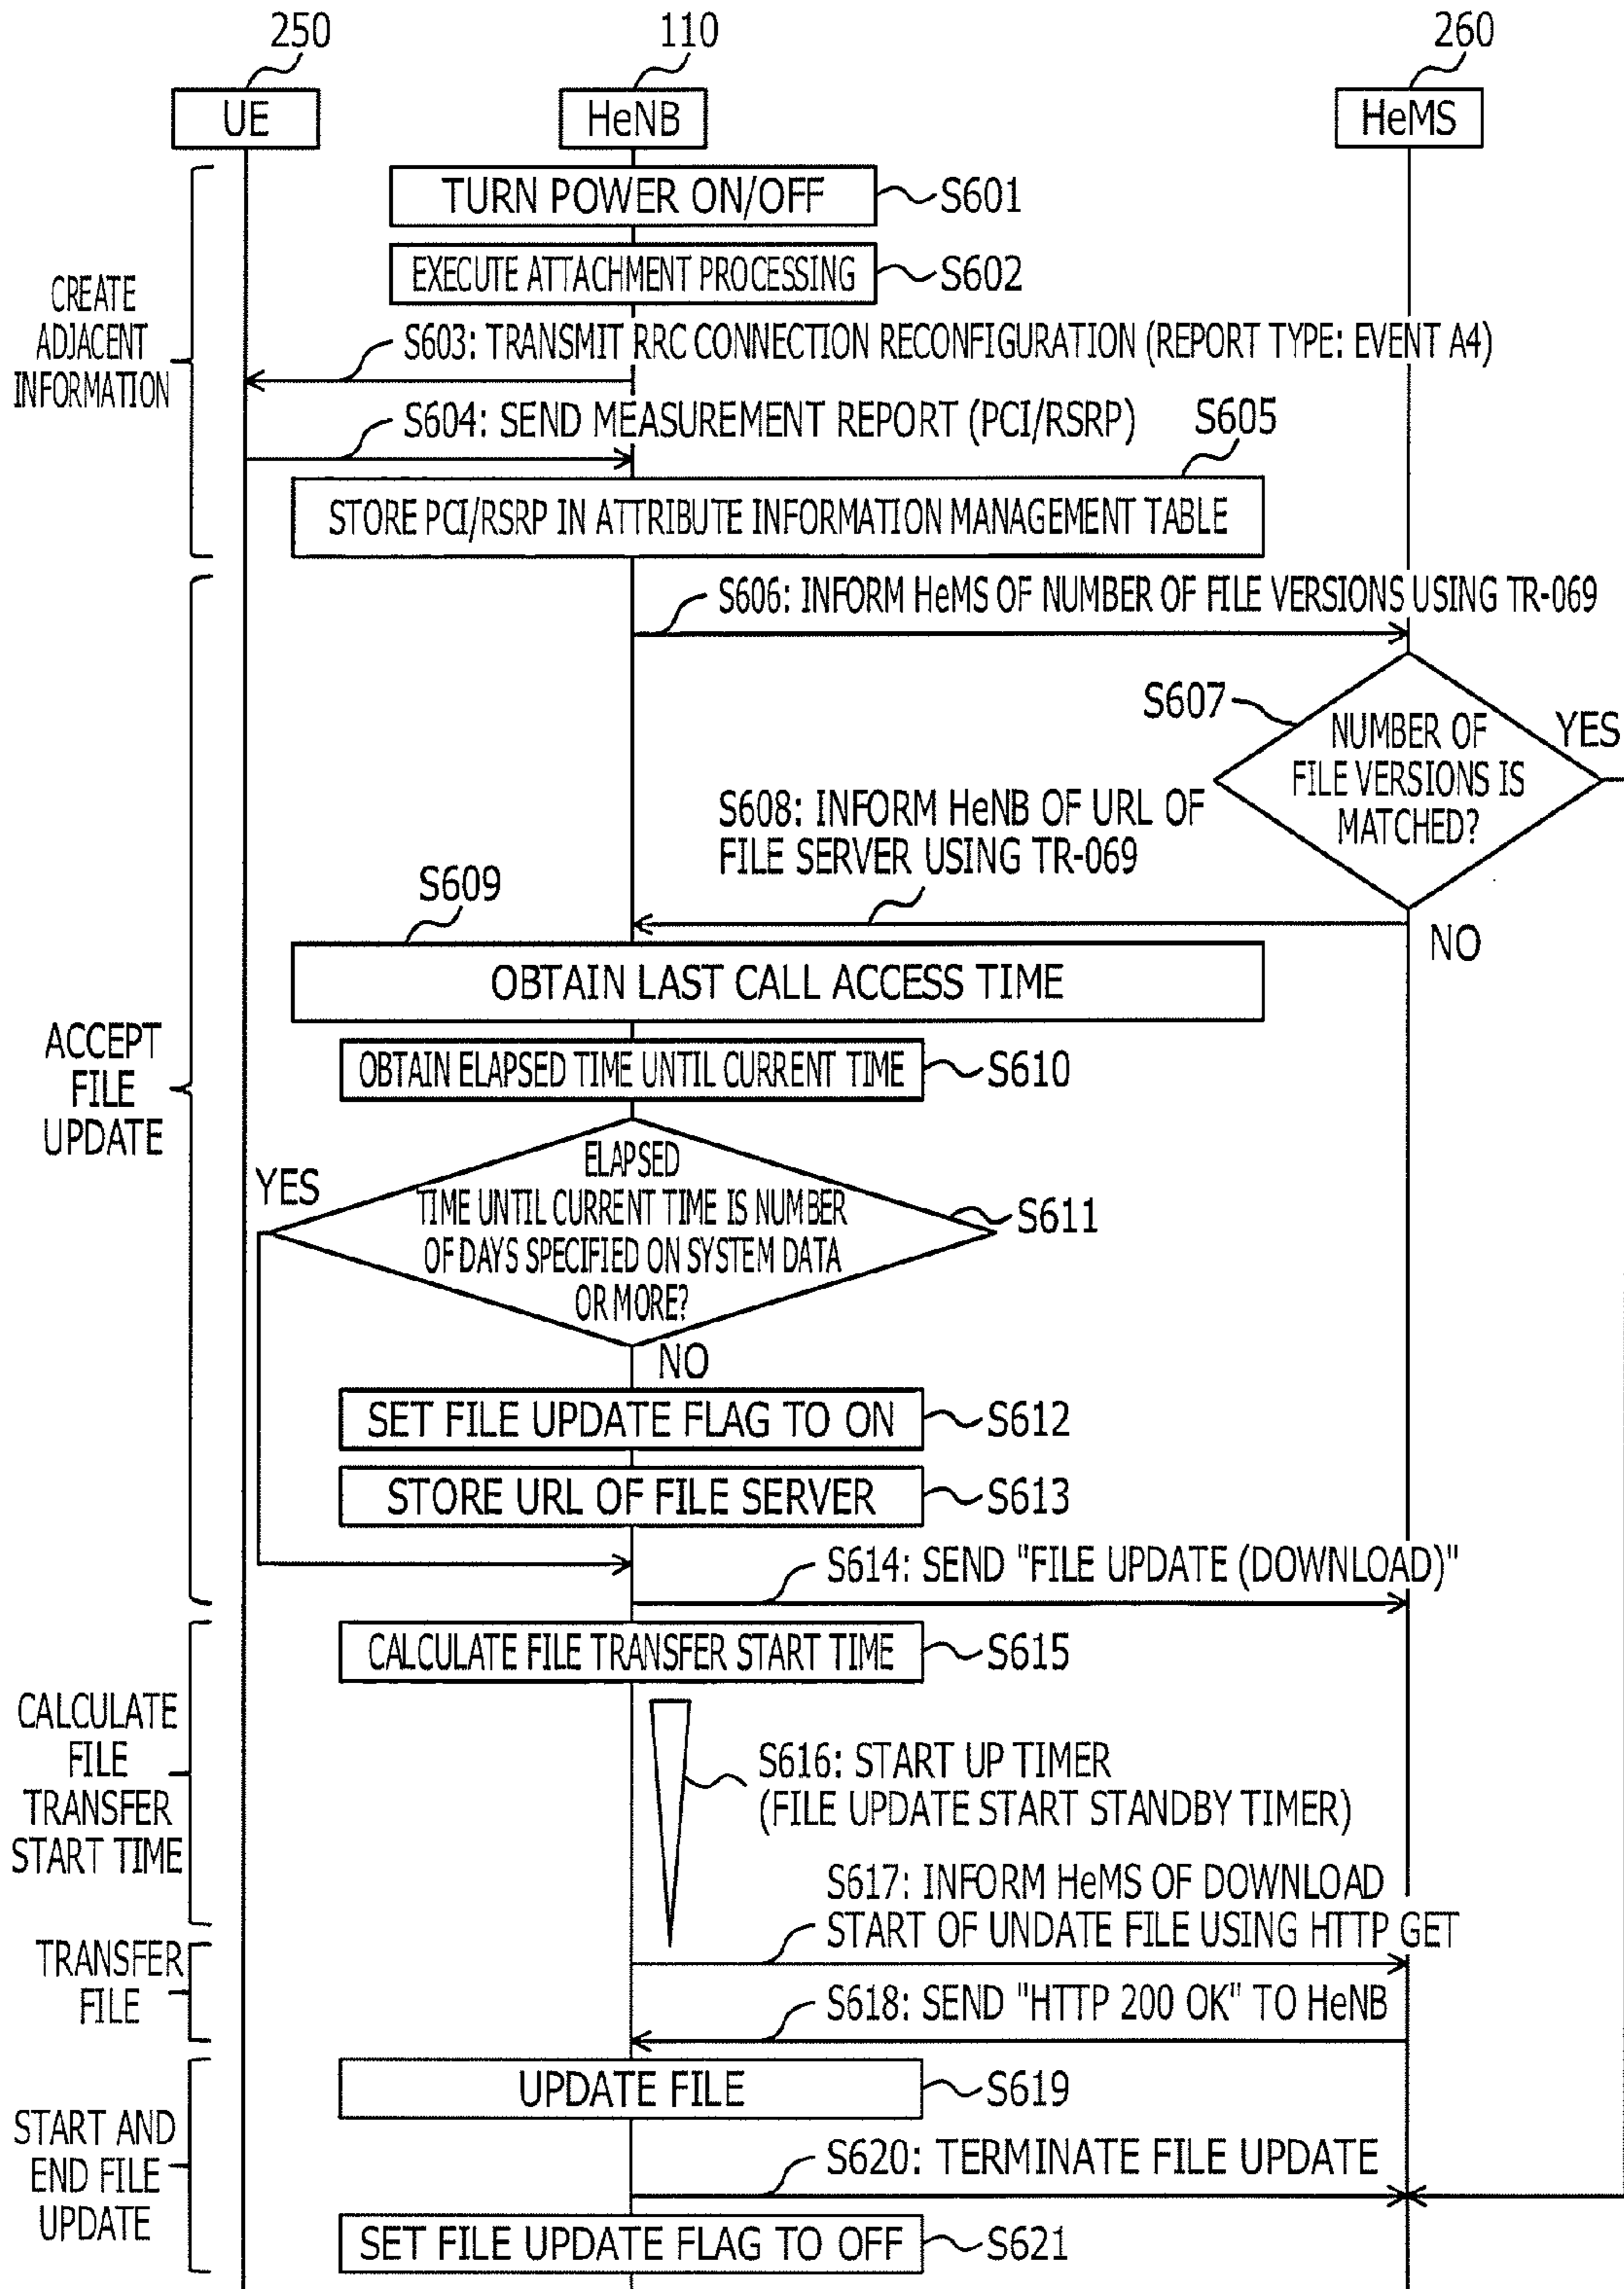 250
110
260
UE
HeNB
HeMS
TURN POWER ON/OFF
S601
EXECUTE ATTACHMENT PROCESSING
S602
CREATE
ADJACENT
INFORMATION
S603: TRANSMIT RRC CONNECTION RECONFIGURATION (REPORT TYPE: EVENT A4)
S604: SEND MEASUREMENT REPORT (PCI/RSRP)
S605
STORE PCI/RSRP IN ATTRIBUTE INFORMATION MANAGEMENT TABLE
S606: INFORM HeMS OF NUMBER OF FILE VERSIONS USING TR-069
S607
NUMBER OF
FILE VERSIONS IS
MATCHED?
YES
S608: INFORM HeNB OF URL OF
FILE SERVER USING TR-069
NO
S609
OBTAIN LAST CALL ACCESS TIME
ACCEPT
FILE
UPDATE
OBTAIN ELAPSED TIME UNTIL CURRENT TIME
S610
YES
ELAPSED
TIME UNTIL CURRENT TIME IS NUMBER
OF DAYS SPECIFIED ON SYSTEM DATA
OR MORE?
S611
NO
SET FILE UPDATE FLAG TO ON
S612
STORE URL OF FILE SERVER
S613
S614: SEND "FILE UPDATE (DOWNLOAD)"
CALCULATE FILE TRANSFER START TIME
S615
CALCULATE
FILE
TRANSFER
START TIME
S616: START UP TIMER
(FILE UPDATE START STANDBY TIMER)
S617: INFORM HeMS OF DOWNLOAD
START OF UNDATE FILE USING HTTP GET
TRANSFER
FILE
S618: SEND "HTTP 200 OK" TO HeNB
UPDATE FILE
S619
START AND
END FILE
UPDATE
S620: TERMINATE FILE UPDATE
SET FILE UPDATE FLAG TO OFF
S621